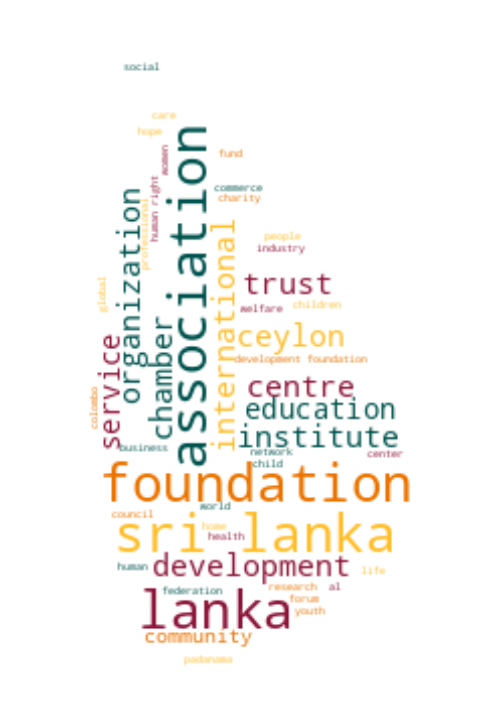 social
care
hope
fund
women
association
human right
commerce
charity
organization
professional
international
people
industry
trust
global
welfare
children
chamber
ceylon
service
development foundation
centre
colombo
education
institute
business
network
center
child
foundation
world
council
sri lanka
home
health
human
development
life
federation
research
al
lanka
forum
youth
community
padanama